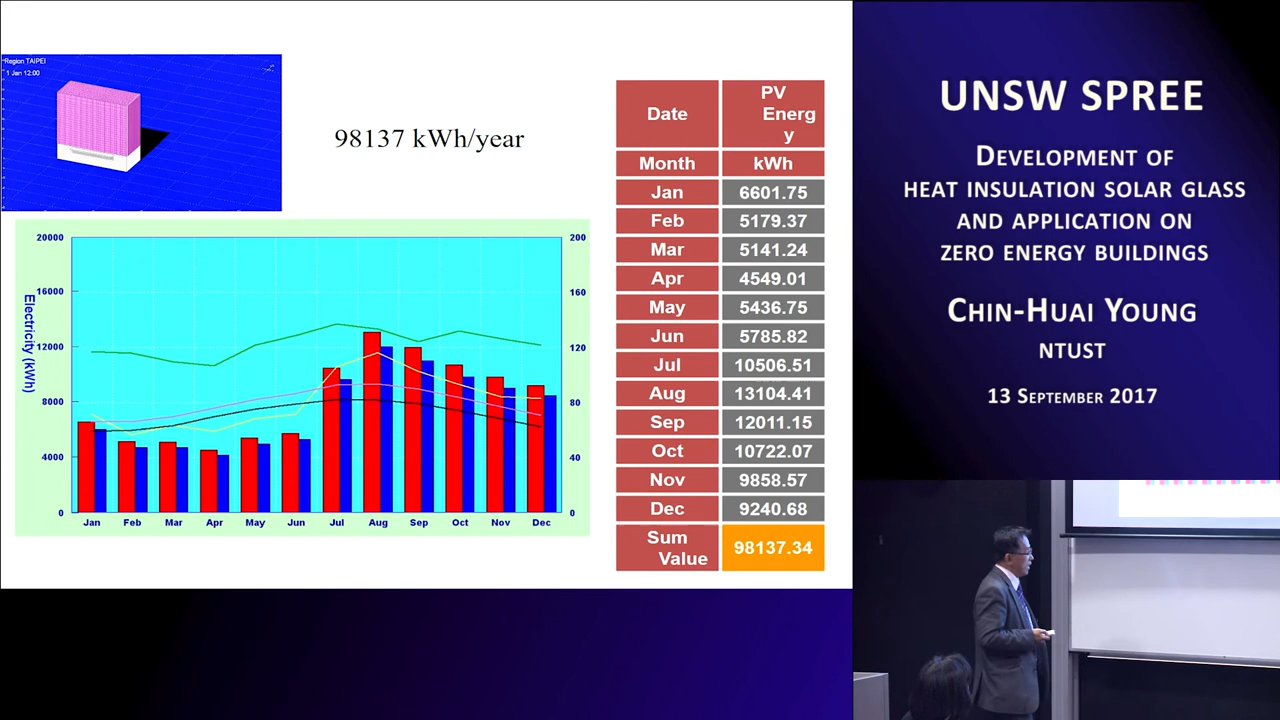 Region TAIPEI
1 Jan 12:00
98137 kWh/year
Electricity (kWh)
20000
16000
12000
8000
4000
0
200
160
120
80
40
0
Jan Feb Mar Apr May Jun Jul Aug Sep Oct Nov Dec
Date PV Energ y
Month kWh
Jan 6601.75
Feb 5179.37
Mar 5141.24
Apr 4549.01
May 5436.75
Jun 5785.82
Jul 10506.51
Aug 13104.41
Sep 12011.15
Oct 10722.07
Nov 9858.57
Dec 9240.68
Sum Value 98137.34
UNSW SPREE
DEVELOPMENT OF
HEAT INSULATION SOLAR GLASS
AND APPLICATION ON
ZERO ENERGY BUILDINGS
CHIN-HUAI YOUNG
NTUST
13 SEPTEMBER 2017